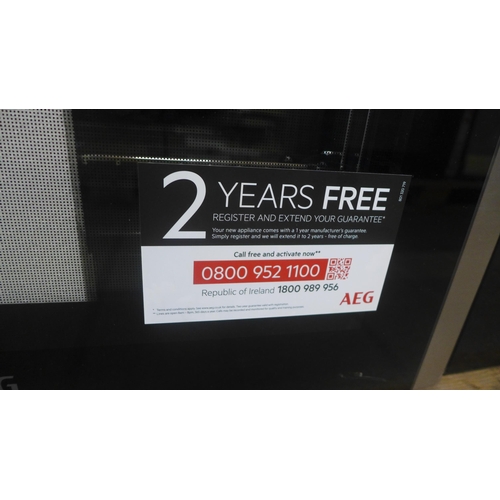 2 YEARS FREE
REGISTER AND EXTEND YOUR GUARANTEE*
Your new appliance comes with a 1 year manufacturer's guarantee.
Simply register and we will extend it to 2 years - free of charge.
Call free and activate now**
0800 952 1100
Republic of Ireland 1800 989 956
AEG
G